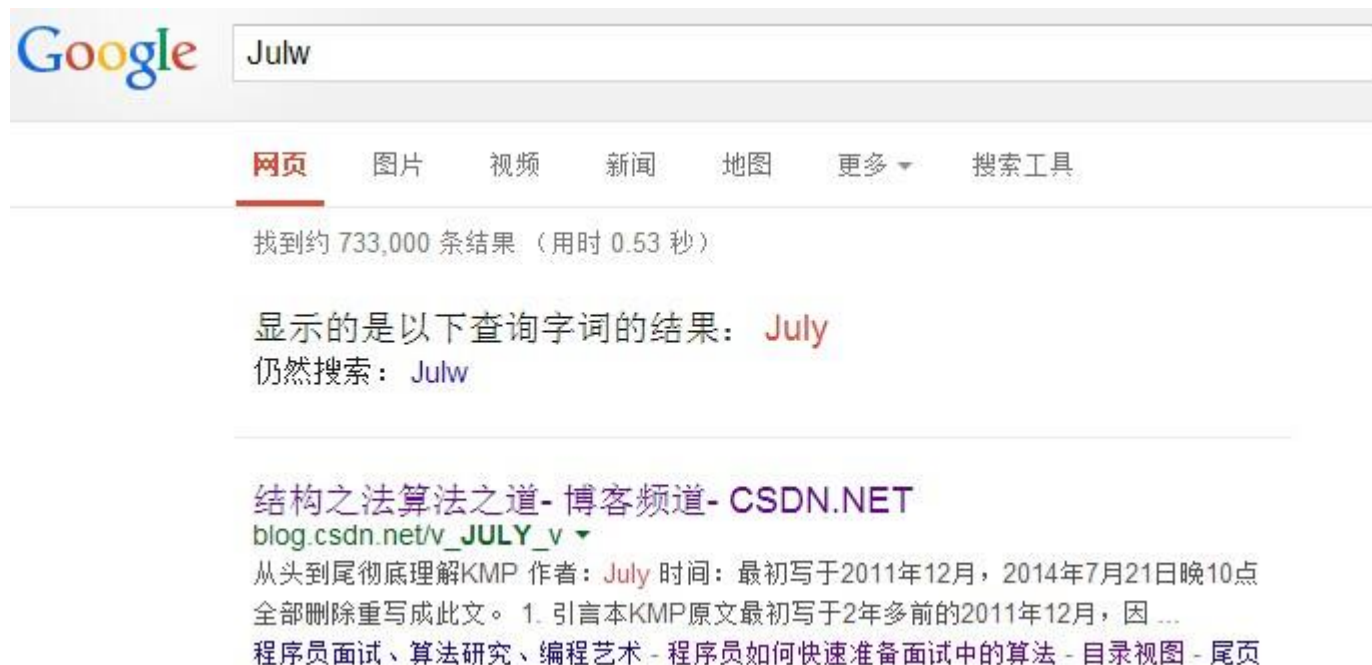 Google Julw
网页 图片 视频 新闻 地图 更多 搜索工具
找到约 733,000 条结果 （用时 0.53 秒）
显示的是以下查询字词的结果： July
仍然搜索： Julw
结构之法算法之道- 博客频道- CSDN.NET
blog.csdn.net/v_JULY_v
从头到尾彻底理解KMP 作者：July 时间：最初写于2011年12月，2014年7月21日晚10点
全部删除重写成此文。 1. 引言本KMP原文最初写于2年多前的2011年12月，因 ...
程序员面试、算法研究、编程艺术 - 程序员如何快速准备面试中的算法 - 目录视图 - 尾页